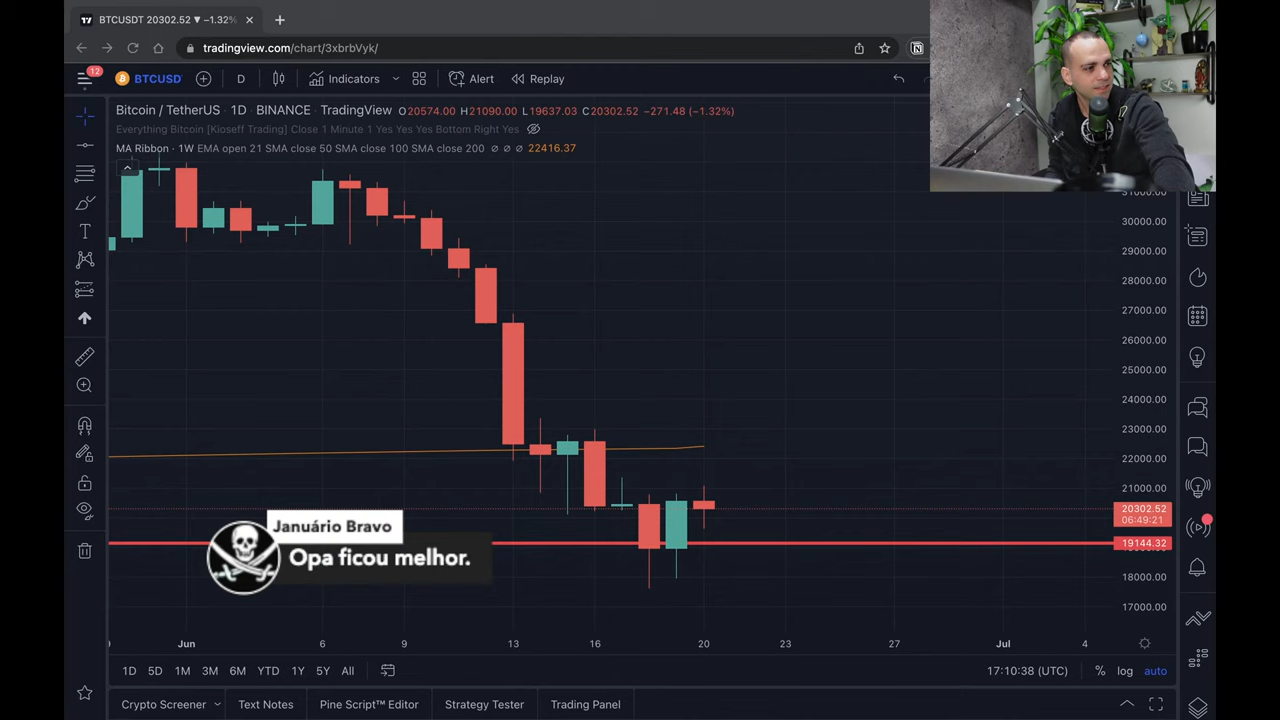 BTCUSDT 20302.52 ▼ −1.32%
tradingview.com/chart/3xbrbVyk/
12
BTCUSD
D
Indicators
Alert
Replay
Bitcoin / TetherUS · 1D · BINANCE · TradingView O20574.00 H21090.00 L19637.03 C20302.52 −271.48 (−1.32%)
Everything Bitcoin [Kioseff Trading] Close 1 Minute 1 Yes Yes Yes Bottom Right Yes
MA Ribbon · 1W EMA open 21 SMA close 50 SMA close 100 SMA close 200 ∅ ∅ ∅ 22416.37
31000.00
30000.00
29000.00
28000.00
27000.00
26000.00
25000.00
24000.00
23000.00
22000.00
21000.00
20302.52
06:49:21
19144.32
18000.00
17000.00
Januário Bravo
Opa ficou melhor.
Jun 6 9 13 16 20 23 27 Jul 4
1D 5D 1M 3M 6M YTD 1Y 5Y All
17:10:38 (UTC) % log auto
Crypto Screener Text Notes Pine Script™ Editor Strategy Tester Trading Panel